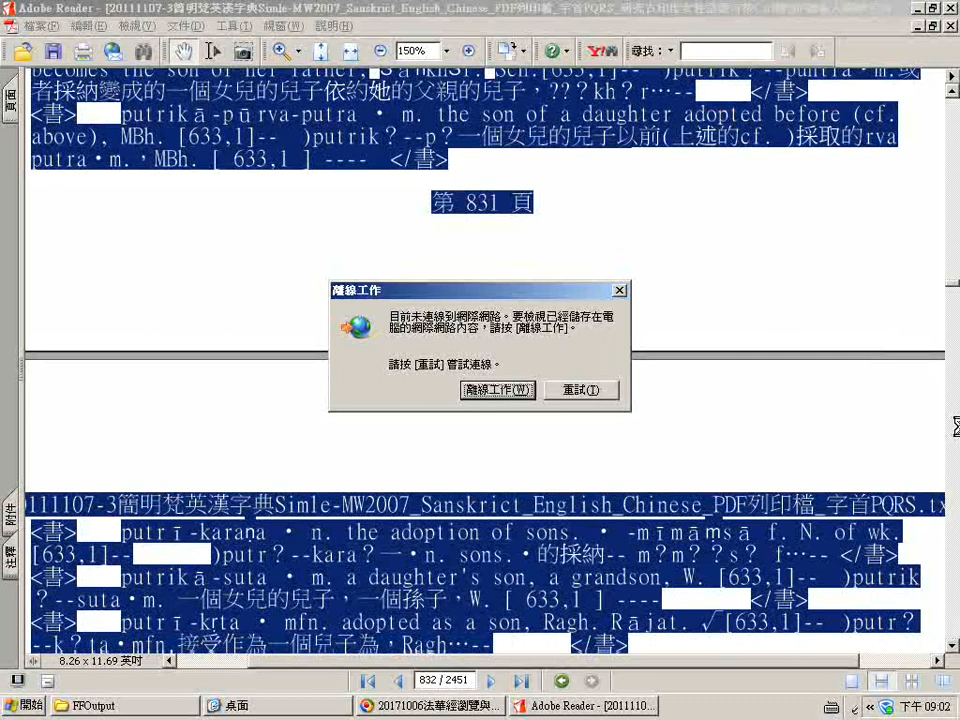 Adobe Reader - [20111107-3簡明梵英漢字典Simle-MW2007_Sanskrict_English_Chinese_PDF列印檔_字首PQRS_
檔案(F) 編輯(E) 檢視(V) 文件(D) 工具(T) 視窗(W) 說明(H)
150% 尋找:
頁面
becomes the son of her father,
者採納變成的一個女兒的兒子依約她的父親的兒子，???kh？r…-- </書>
<書> putrikā-pūrva-putra • m. the son of a daughter adopted before (cf.
above), MBh. [633,1]-- )putrik？--p？一個女兒的兒子以前(上述的cf. )採取的rva
putra•m.，MBh. [ 633,1 ] ---- </書>
第 831 頁
離線工作
目前未連線到網際網路。要檢視已經儲存在電
腦的網際網路內容，請按 [離線工作]。
請按 [重試] 嘗試連線。
離線工作(W) 重試(T)
附件
註釋
111107-3簡明梵英漢字典Simle-MW2007_Sanskrict_English_Chinese_PDF列印檔_字首PQRS.tx
<書> putrī-karaṇa • n. the adoption of sons. • -mīmāṃsā f. N. of wk.
[633,1]-- )putr？--kara？一•n. sons.•的採納-- m？m？？s？ f…-- </書>
<書> putrikā-suta • m. a daughter's son, a grandson, W. [633,1]-- )putrik
？--suta•m. 一個女兒的兒子，一個孫子，W. [ 633,1 ] ---- </書>
<書> putrī-kṛta • mfn. adopted as a son, Ragh. Rājat. √[633,1]-- )putr？
--k？ta•mfn.接受作為一個兒子為，Ragh…-- </書>
8.26 x 11.69 英吋
832 / 2451
開始 FFOutput 桌面 20171006法華經瀏覽與... Adobe Reader - [2011110... 下午 09:02